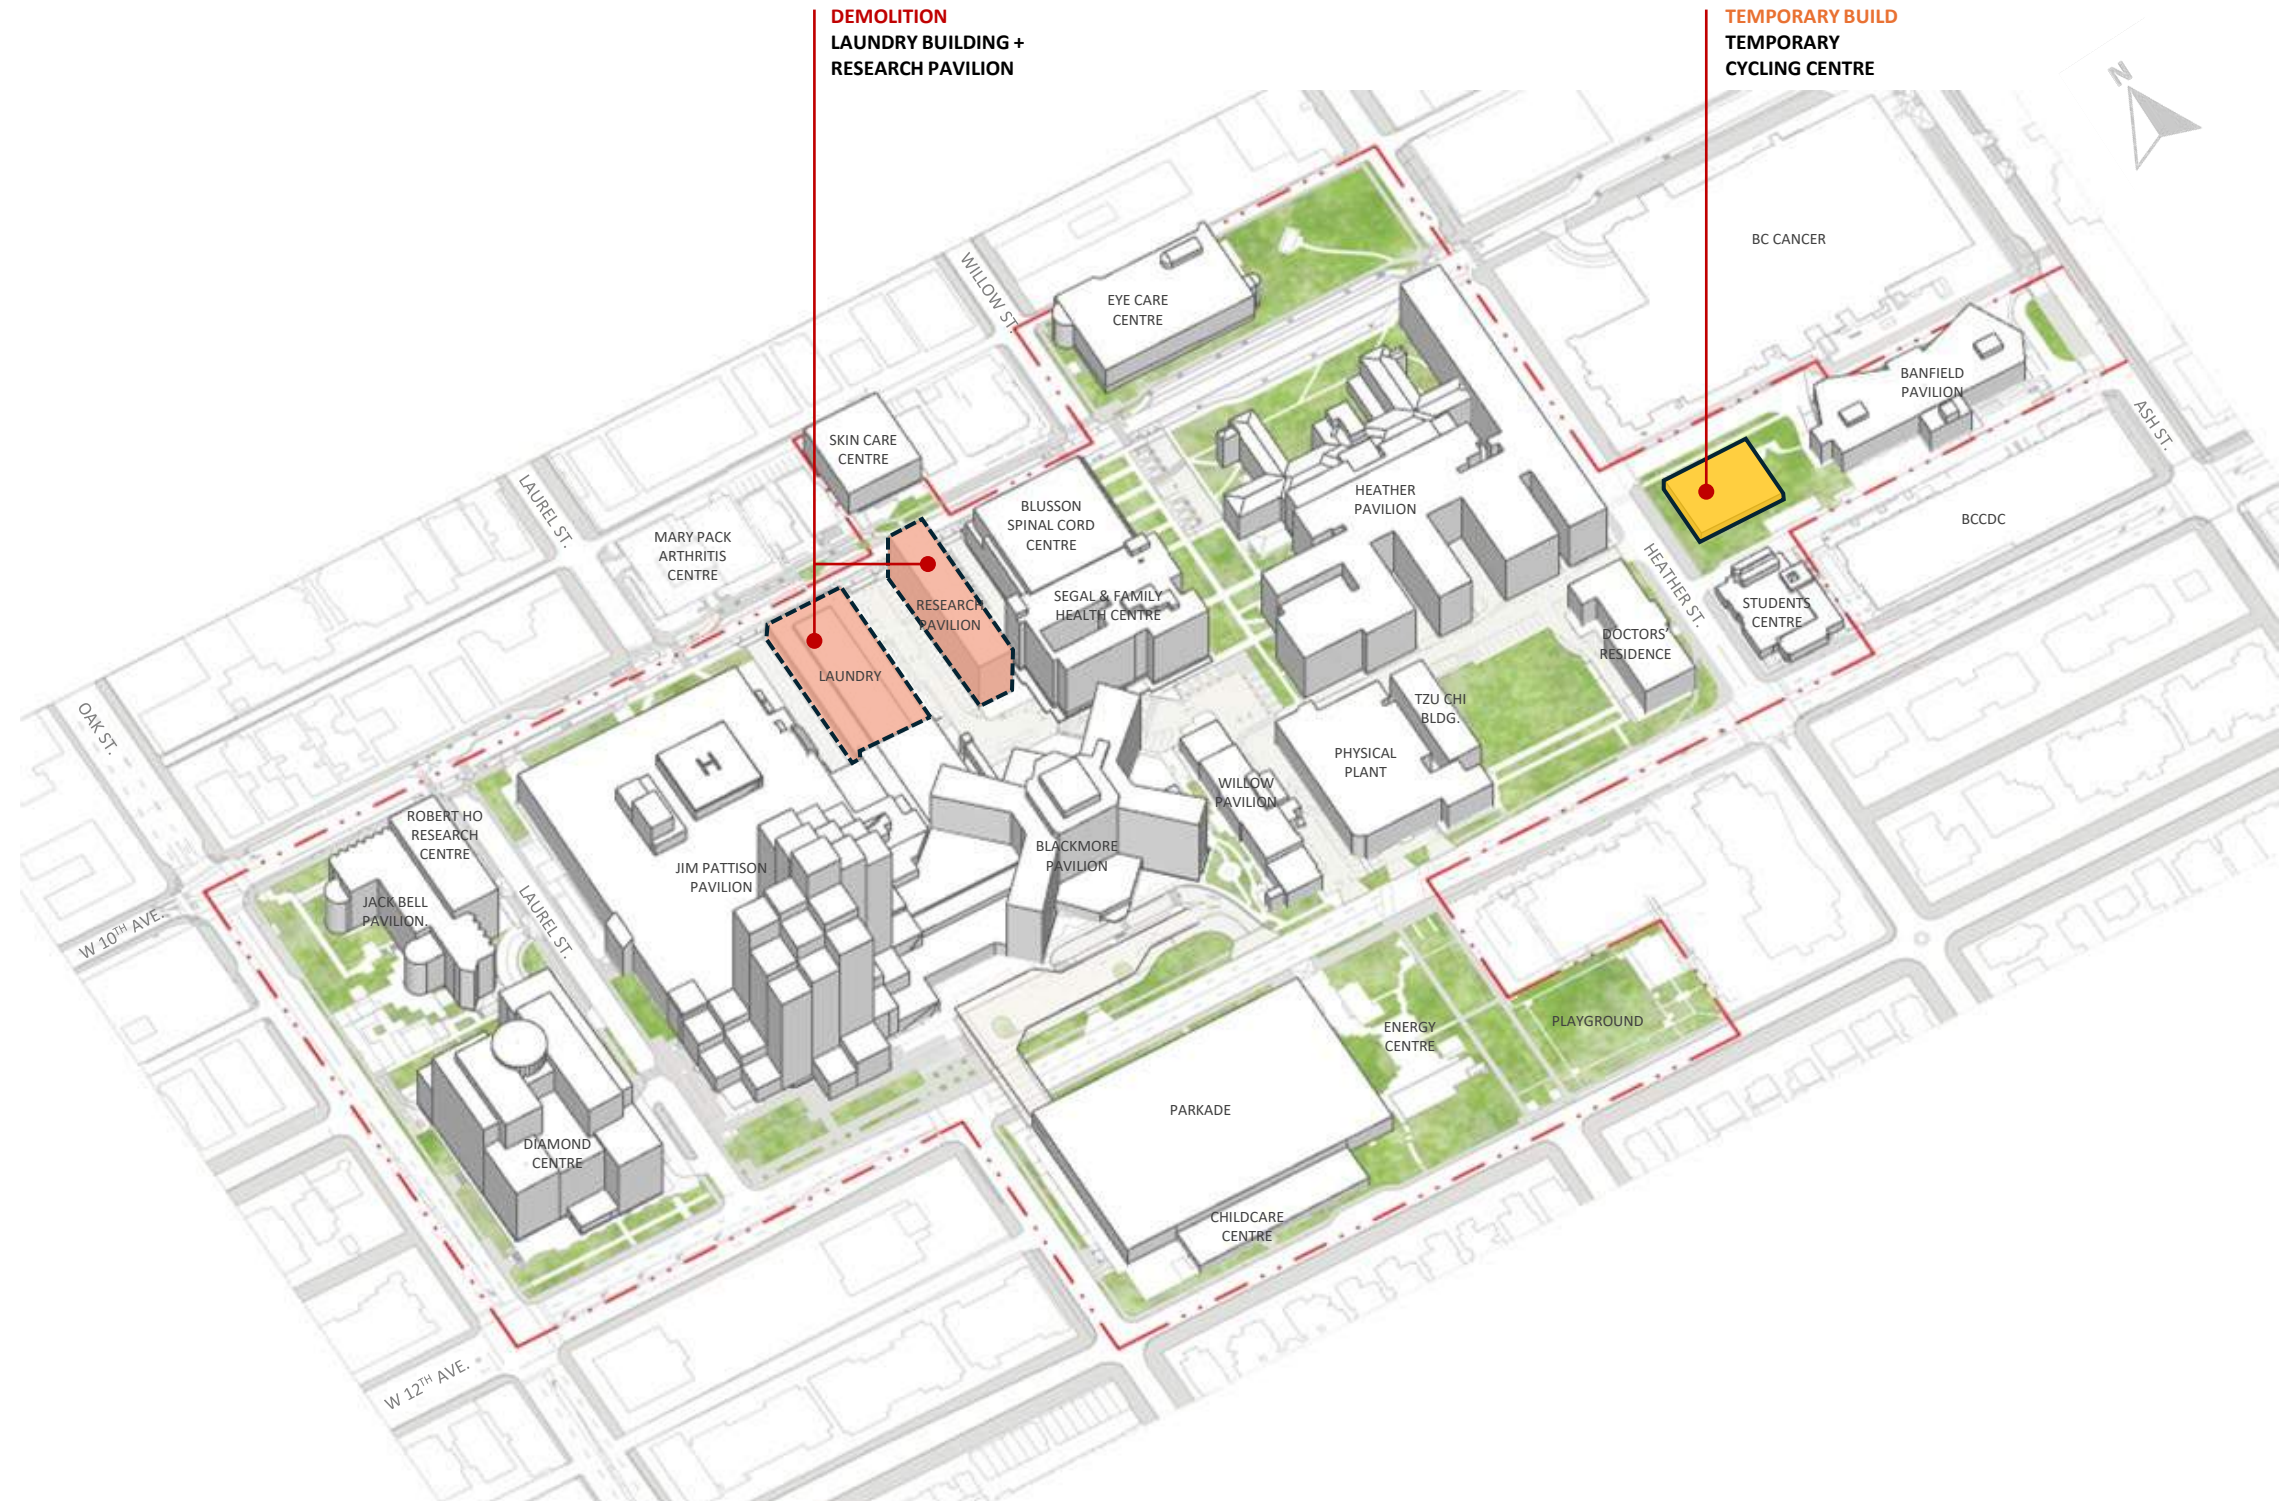 DEMOLITION
LAUNDRY BUILDING +
RESEARCH PAVILION
TEMPORARY BUILD
TEMPORARY
CYCLING CENTRE
N
BC CANCER
WILLOW ST.
EYE CARE
CENTRE
BANFIELD
PAVILION
ASH ST.
SKIN CARE
CENTRE
LAUREL ST.
BLUSSON
SPINAL CORD
CENTRE
HEATHER
PAVILION
BCCDC
MARY PACK
ARTHRITIS
CENTRE
HEATHER ST.
RESEARCH
PAVILION
SEGAL & FAMILY
HEALTH CENTRE
STUDENTS
CENTRE
DOCTORS'
RESIDENCE
LAUNDRY
OAK ST.
TZU CHI
BLDG.
H
PHYSICAL
PLANT
WILLOW
PAVILION
ROBERT HO
RESEARCH
CENTRE
BLACKMORE
PAVILION
JIM PATTISON
PAVILION
JACK BELL
PAVILION.
LAUREL ST.
W 10TH AVE.
ENERGY
CENTRE
PLAYGROUND
PARKADE
DIAMOND
CENTRE
CHILDCARE
CENTRE
W 12TH AVE.